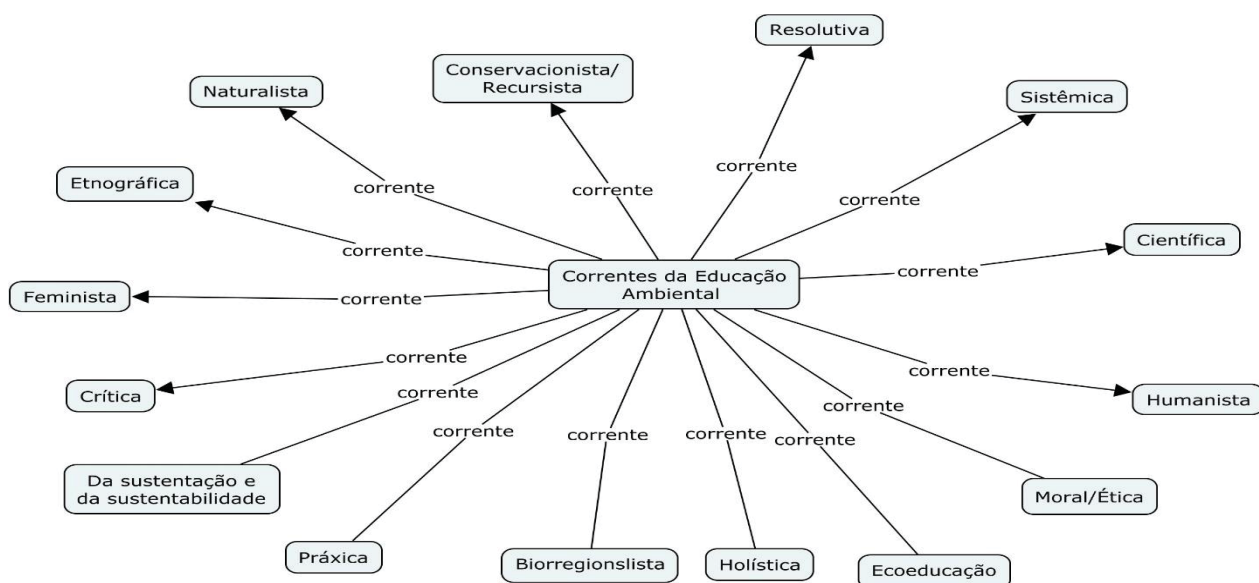 Resolutiva
Conservacionista/
Recursista
Naturalista
Sistêmica
Etnográfica
corrente
corrente
corrente
corrente
Científica
corrente
corrente
Correntes da Educação
Ambiental
Feminista
corrente
corrente
corrente
Crítica
corrente
corrente
Humanista
corrente
corrente
corrente
corrente
corrente
Da sustentação e
da sustentabilidade
Moral/Ética
Práxica
Biorregionslista
Holística
Ecoeducação